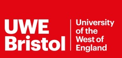 UWE
Bristol
University
of the
West of
England